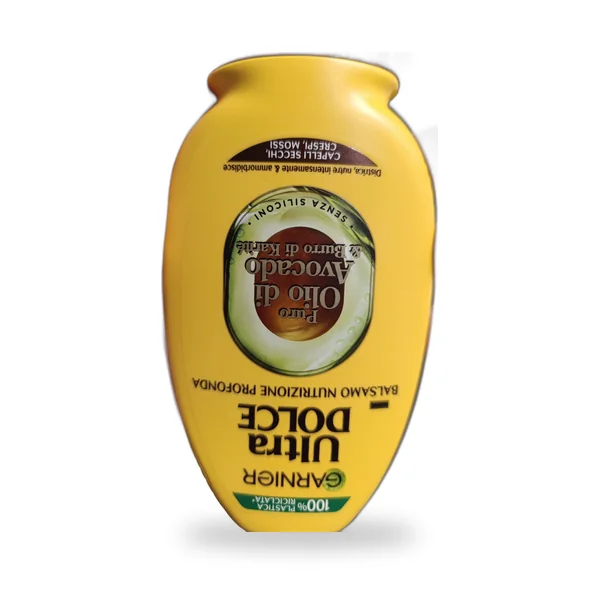 100% PLASTICA
RICICLATA*
GARNIER
Ultra
DOLCE
BALSAMO NUTRIZIONE PROFONDA
Puro
Olio di
Avocado
& Burro di Karité
• SENZA SILICONI •
Districa, nutre intensamente & ammorbidisce
CAPELLI SECCHI,
CRESPI, MOSSI